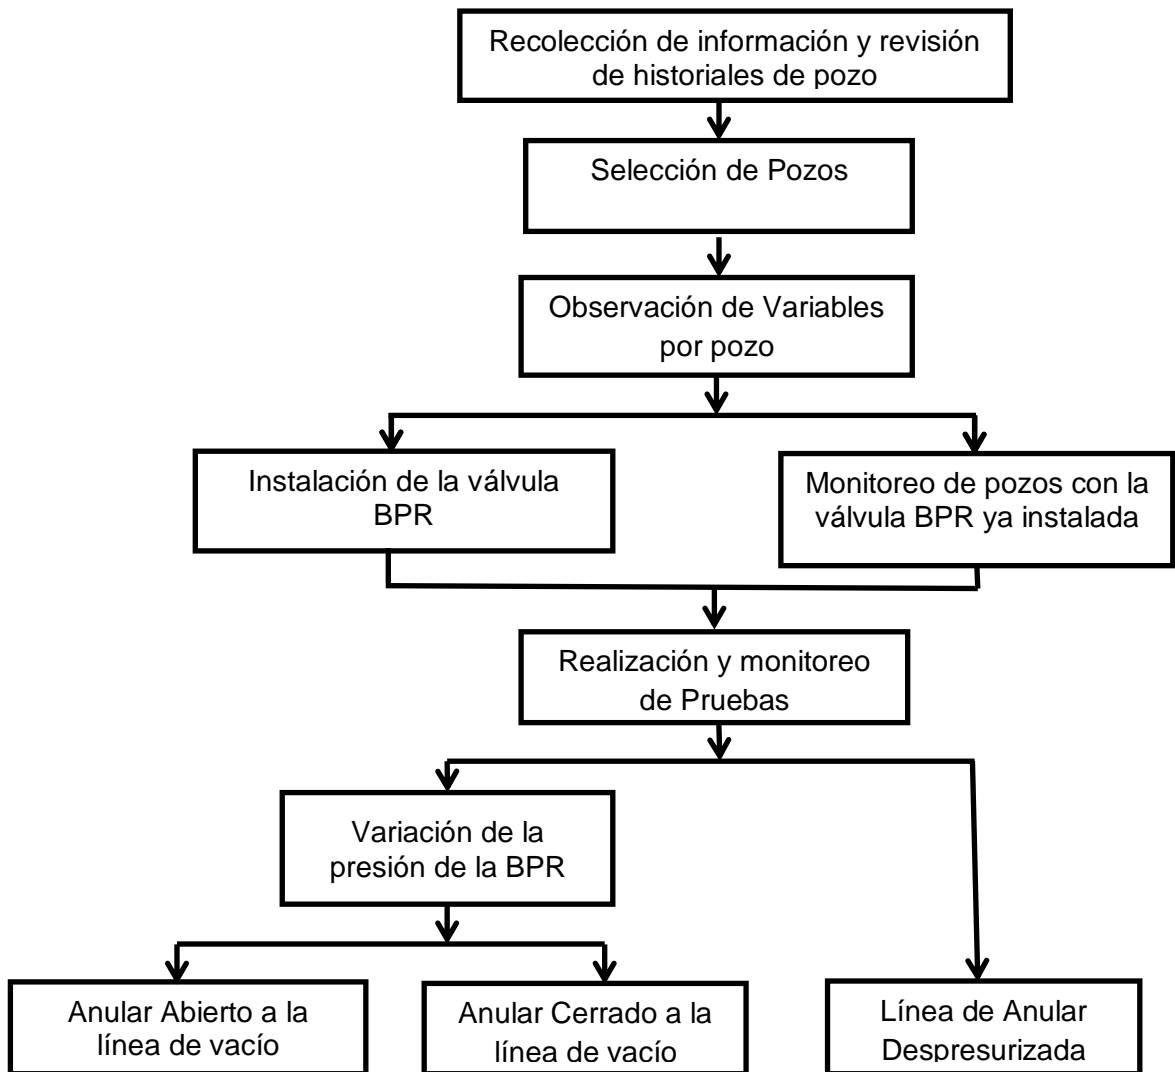 Recolección de información y revisión
de historiales de pozo
Selección de Pozos
Observación de Variables
por pozo
Instalación de la válvula
BPR
Monitoreo de pozos con la
válvula BPR ya instalada
Realización y monitoreo
de Pruebas
Variación de la
presión de la BPR
Anular Abierto a la
línea de vacío
Anular Cerrado a la
línea de vacío
Línea de Anular
Despresurizada